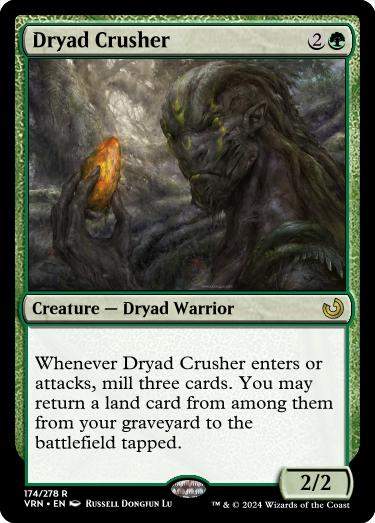 Dryad Crusher 2
Creature — Dryad Warrior
Whenever Dryad Crusher enters or
attacks, mill three cards. You may
return a land card from among them
from your graveyard to the
battlefield tapped.
2/2
174/278 R
VRN • EN Russell Dongjun Lu
™ & © 2024 Wizards of the Coast